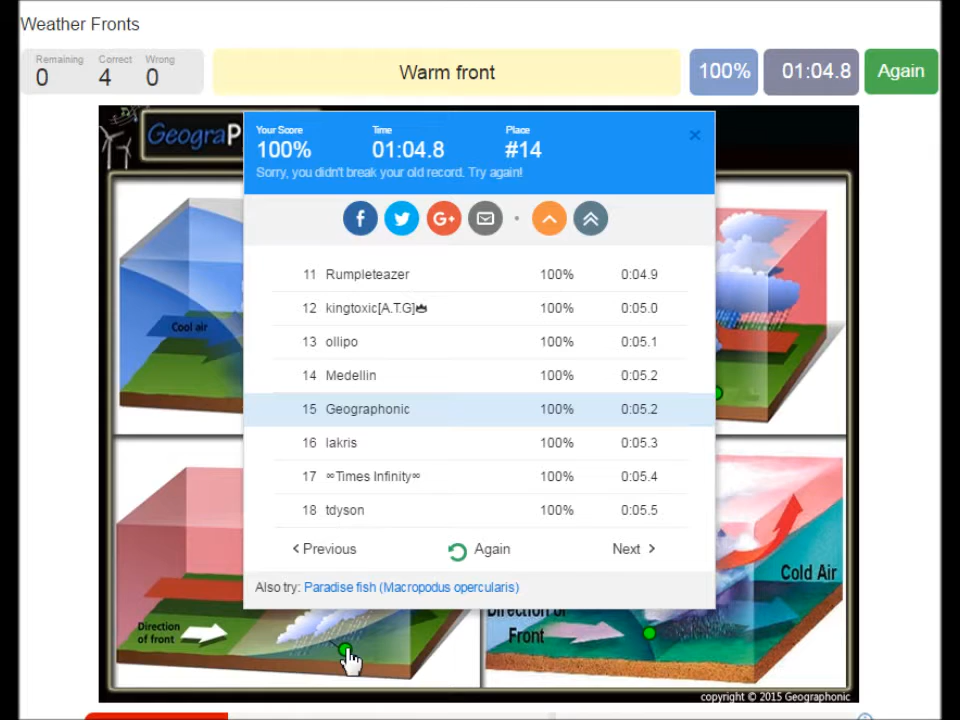 Weather Fronts
Remaining Correct Wrong
0 4 0
Warm front
100%
01:04.8
Again
GeograP
Your Score Time Place
100% 01:04.8 #14
Sorry, you didn't break your old record. Try again!
11 Rumpleteazer 100% 0:04.9
12 kingtoxic[A.T.G] 100% 0:05.0
13 ollipo 100% 0:05.1
14 Medellin 100% 0:05.2
15 Geographonic 100% 0:05.2
16 lakris 100% 0:05.3
17 ∞Times Infinity∞ 100% 0:05.4
18 tdyson 100% 0:05.5
Previous Again Next
Also try: Paradise fish (Macropodus opercularis)
Cool air
Cold Air
Direction
of front
Direction of
Front
copyright © 2015 Geographonic